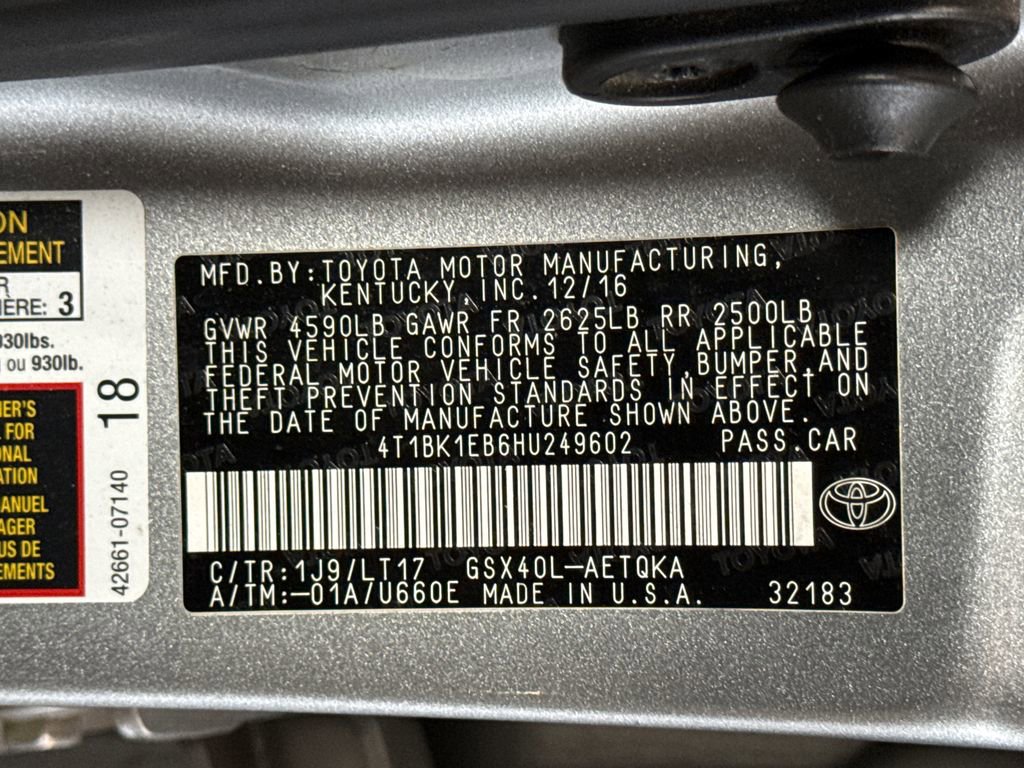 ON
EMENT
R
HERE: 3
930lbs.
ou 930lb.
ER'S
FOR
ONAL
ATION
MANUEL
AGER
US DE
EMENTS
18
42661-07140
MFD.BY:TOYOTA MOTOR MANUFACTURING,
KENTUCKY,INC.12/16
GVWR 4590LB GAWR FR 2625LB RR 2500LB
THIS VEHICLE CONFORMS TO ALL APPLICABLE
FEDERAL MOTOR VEHICLE SAFETY,BUMPER,AND
THEFT PREVENTION STANDARDS IN EFFECT ON
THE DATE OF MANUFACTURE SHOWN ABOVE.
4T1BK1EB6HU249602 PASS.CAR
C/TR:1J9/LT17 GSX40L-AETQKA
A/TM:-01A/U660E MADE IN U.S.A. 32183
TOYOTA